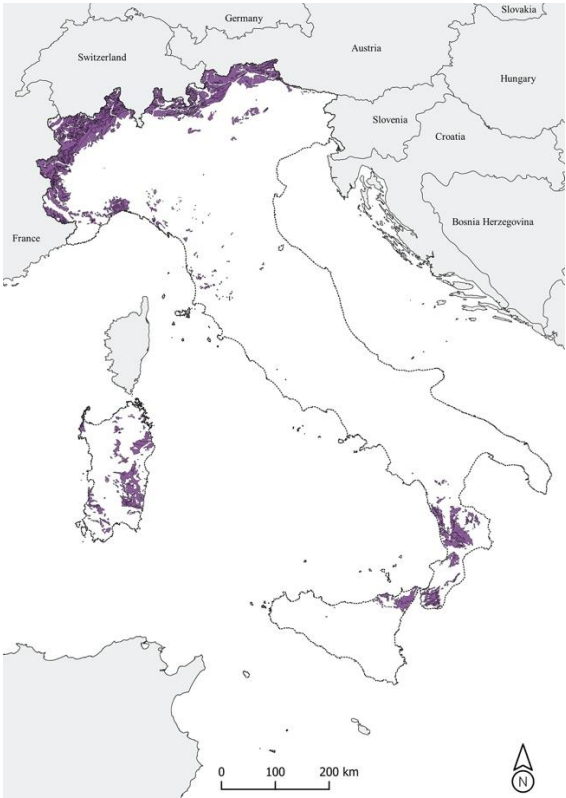 Slovakia
Germany
Austria
Switzerland
Hungary
Slovenia
Croatia
Bosnia Herzegovina
France
0 100 200 km
N